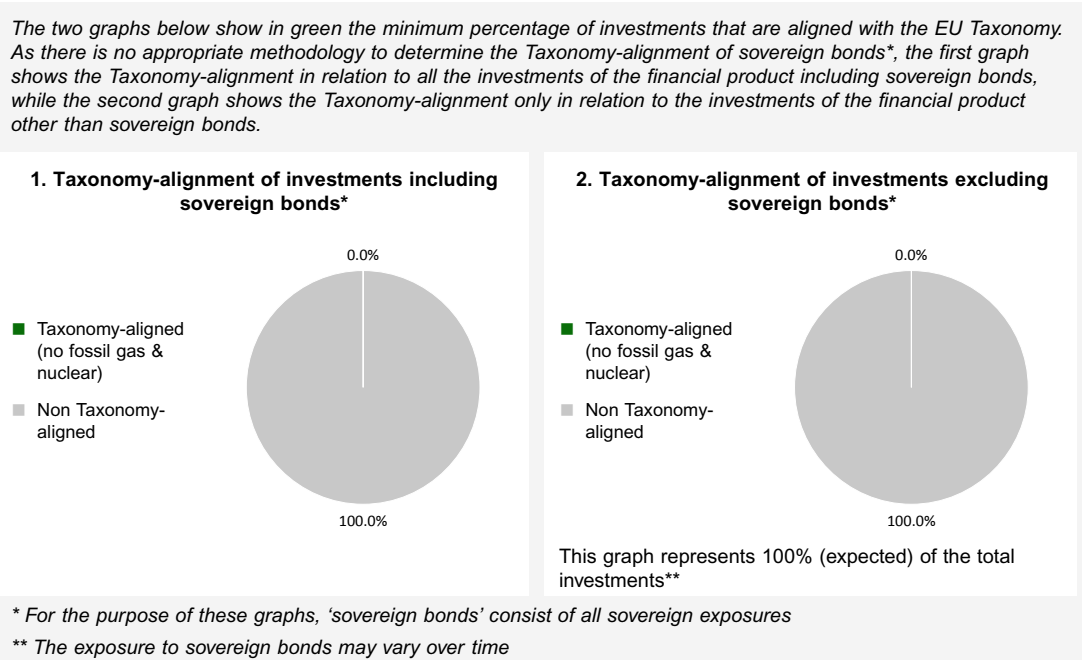 The two graphs below show in green the minimum percentage of investments that are aligned with the EU Taxonomy.
As there is no appropriate methodology to determine the Taxonomy-alignment of sovereign bonds*, the first graph
shows the Taxonomy-alignment in relation to all the investments of the financial product including sovereign bonds,
while the second graph shows the Taxonomy-alignment only in relation to the investments of the financial product
other than sovereign bonds.
1. Taxonomy-alignment of investments including
sovereign bonds*
0.0%
Taxonomy-aligned
(no fossil gas &
nuclear)
Non Taxonomy-
aligned
100.0%
2. Taxonomy-alignment of investments excluding
sovereign bonds*
0.0%
Taxonomy-aligned
(no fossil gas &
nuclear)
Non Taxonomy-
aligned
100.0%
This graph represents 100% (expected) of the total
investments**
* For the purpose of these graphs, ‘sovereign bonds’ consist of all sovereign exposures
** The exposure to sovereign bonds may vary over time